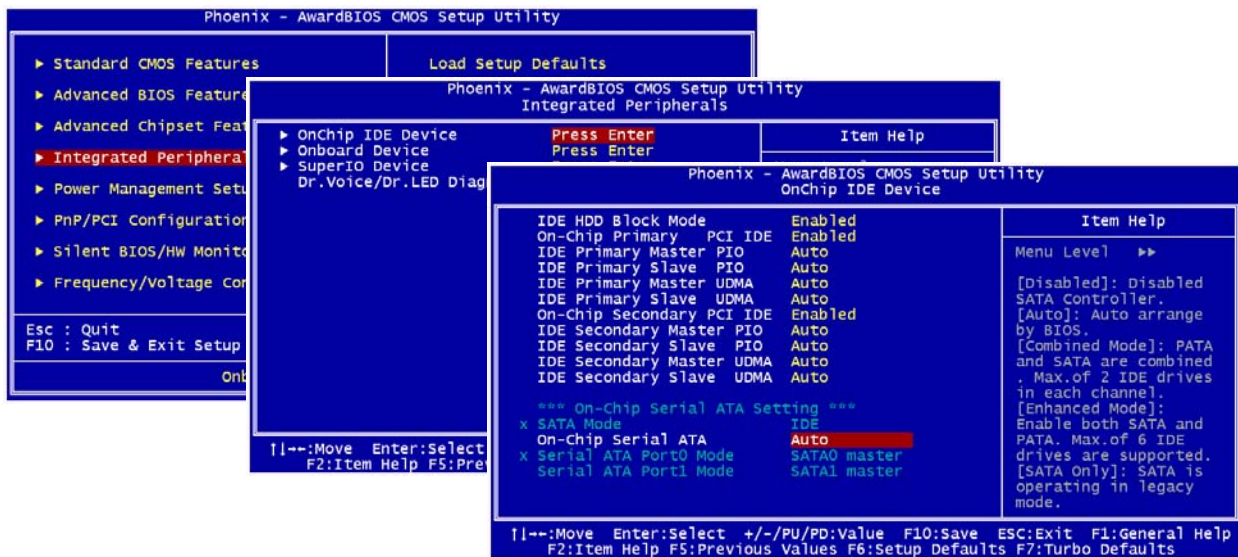 Phoenix - AwardBIOS CMOS Setup Utility
▶ Standard CMOS Features
Load Setup Defaults
▶ Advanced BIOS Feature
▶ Advanced Chipset Feat
▶ Integrated Peripheral
▶ Power Management Setu
▶ PnP/PCI Configuration
▶ Silent BIOS/HW Monito
▶ Frequency/Voltage Con
Esc : Quit
F10 : Save & Exit Setup
Onb
Phoenix - AwardBIOS CMOS Setup Utility
Integrated Peripherals
▶ OnChip IDE Device Press Enter
▶ Onboard Device Press Enter
▶ SuperIO Device
Dr.Voice/Dr.LED Diag
Item Help
↑↓→←:Move Enter:Select
F2:Item Help F5:Prev
Phoenix - AwardBIOS CMOS Setup Utility
OnChip IDE Device
IDE HDD Block Mode Enabled
On-Chip Primary PCI IDE Enabled
IDE Primary Master PIO Auto
IDE Primary Slave PIO Auto
IDE Primary Master UDMA Auto
IDE Primary Slave UDMA Auto
On-Chip Secondary PCI IDE Enabled
IDE Secondary Master PIO Auto
IDE Secondary Slave PIO Auto
IDE Secondary Master UDMA Auto
IDE Secondary Slave UDMA Auto
*** On-Chip Serial ATA Setting ***
x SATA Mode IDE
On-Chip Serial ATA Auto
x Serial ATA Port0 Mode SATA0 master
Serial ATA Port1 Mode SATA1 master
Item Help
Menu Level ▶▶
[Disabled]: Disabled
SATA Controller.
[Auto]: Auto arrange
by BIOS.
[Combined Mode]: PATA
and SATA are combined
. Max.of 2 IDE drives
in each channel.
[Enhanced Mode]:
Enable both SATA and
PATA. Max.of 6 IDE
drives are supported.
[SATA Only]: SATA is
operating in legacy
mode.
↑↓→←:Move Enter:Select +/-/PU/PD:Value F10:Save ESC:Exit F1:General Help
F2:Item Help F5:Previous Values F6:Setup Defaults F7:Turbo Defaults